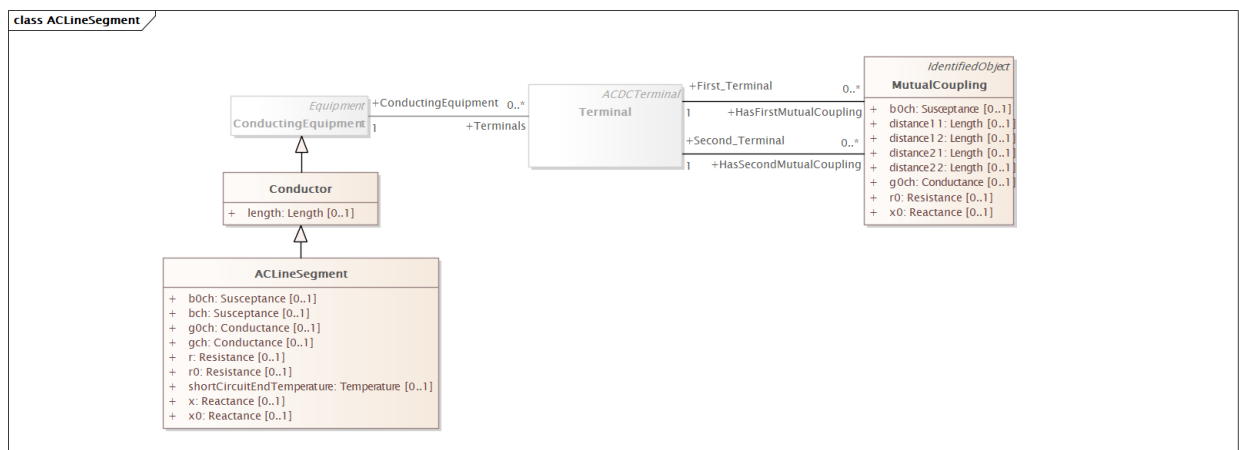 class ACLineSegment
Equipment
ConductingEquipment
+ConductingEquipment 0..*
1 +Terminals
ACDCTerminal
Terminal
+First_Terminal 0..*
1 +HasFirstMutualCoupling
+Second_Terminal 0..*
1 +HasSecondMutualCoupling
IdentifiedObject
MutualCoupling
+ b0ch: Susceptance [0..1]
+ distance11: Length [0..1]
+ distance12: Length [0..1]
+ distance21: Length [0..1]
+ distance22: Length [0..1]
+ g0ch: Conductance [0..1]
+ r0: Resistance [0..1]
+ x0: Reactance [0..1]
Conductor
+ length: Length [0..1]
ACLineSegment
+ b0ch: Susceptance [0..1]
+ bch: Susceptance [0..1]
+ g0ch: Conductance [0..1]
+ gch: Conductance [0..1]
+ r: Resistance [0..1]
+ r0: Resistance [0..1]
+ shortCircuitEndTemperature: Temperature [0..1]
+ x: Reactance [0..1]
+ x0: Reactance [0..1]